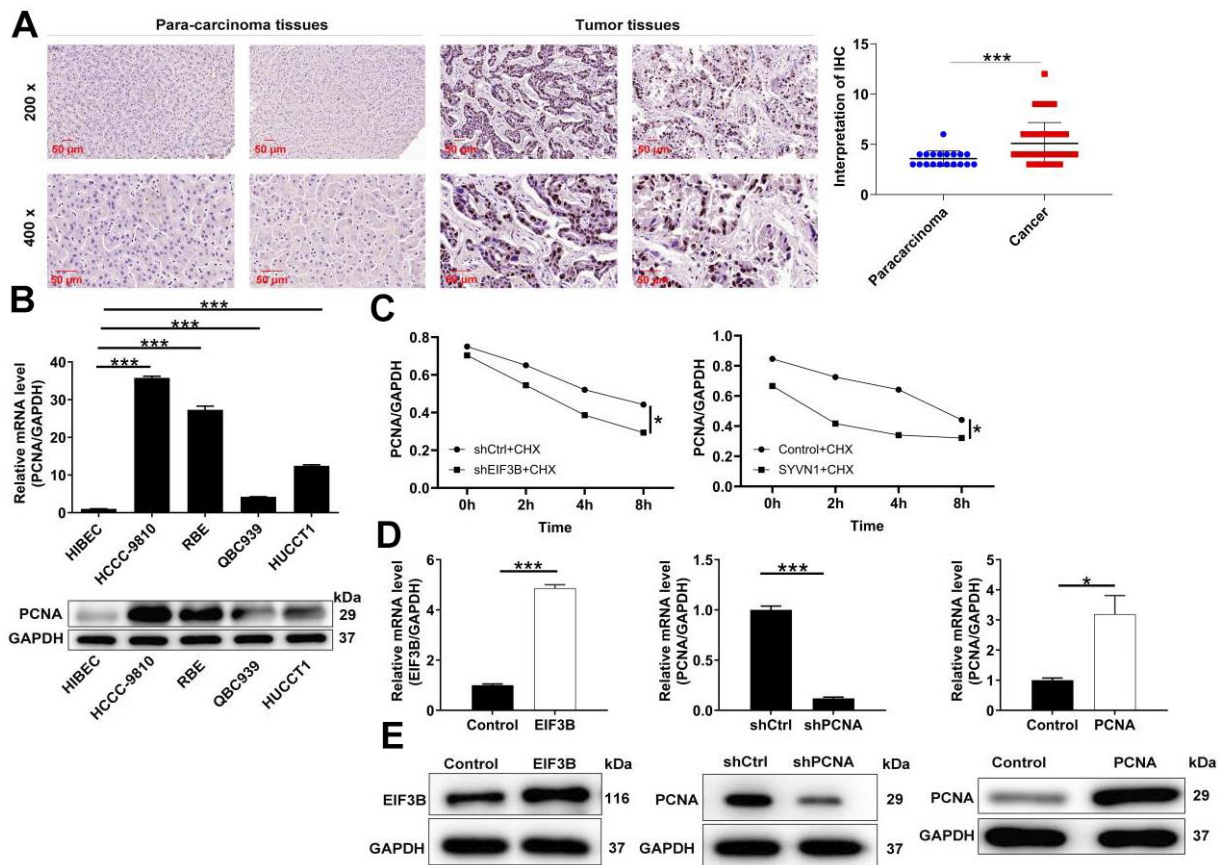 A
Para-carcinoma tissues
Tumor tissues
200 x
50 μm
50 μm
50 μm
50 μm
400 x
50 μm
50 μm
50 μm
50 μm
Interpretation of IHC
15
10
5
0
***
Paracarcinoma
Cancer
B
***
***
***
***
Relative mRNA level
(PCNA/GAPDH)
40
30
20
10
0
HIBEC
HCCC-9810
RBE
QBC939
HUCCT1
kDa
PCNA
29
GAPDH
37
HIBEC
HCCC-9810
RBE
QBC939
HUCCT1
C
PCNA/GAPDH
0.8
0.6
0.4
0.2
0.0
shCtrl+CHX
shEIF3B+CHX
*
0h
2h
4h
8h
Time
PCNA/GAPDH
1.0
0.8
0.6
0.4
0.2
0.0
Control+CHX
SYVN1+CHX
*
0h
2h
4h
8h
Time
D
Relative mRNA level
(EIF3B/GAPDH)
6
4
2
0
***
Control
EIF3B
Relative mRNA level
(PCNA/GAPDH)
1.5
1.0
0.5
0.0
***
shCtrl
shPCNA
Relative mRNA level
(PCNA/GAPDH)
5
4
3
2
1
0
*
Control
PCNA
E
Control
EIF3B
kDa
EIF3B
116
GAPDH
37
shCtrl
shPCNA
kDa
PCNA
29
GAPDH
37
Control
PCNA
kDa
PCNA
29
GAPDH
37